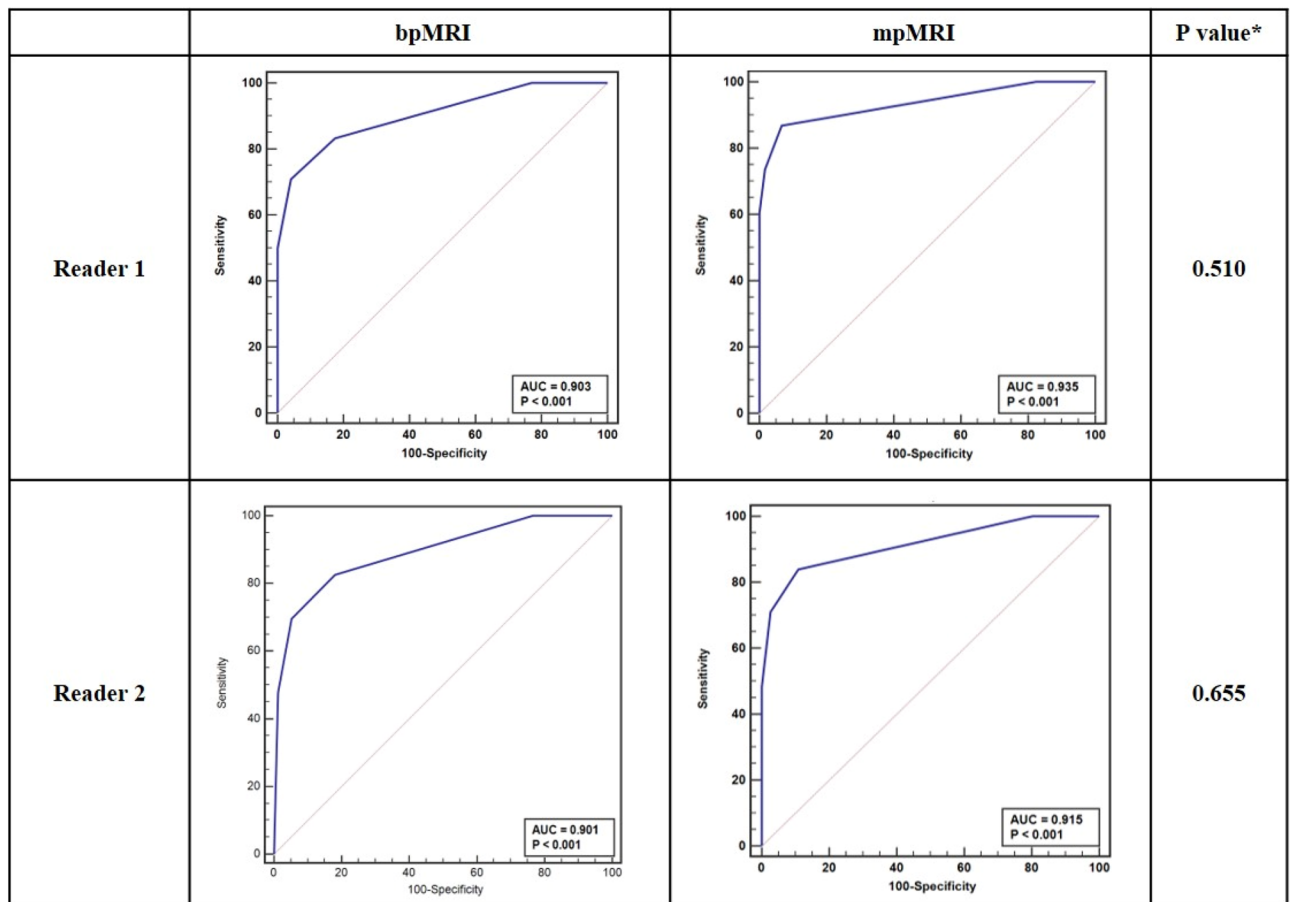 bpMRI
mpMRI
P value*
Reader 1
100
80
60
40
20
0
Sensitivity
0 20 40 60 80 100
100-Specificity
AUC = 0.903
P < 0.001
100
80
60
40
20
0
Sensitivity
0 20 40 60 80 100
100-Specificity
AUC = 0.935
P < 0.001
0.510
Reader 2
100
80
60
40
20
0
Sensitivity
0 20 40 60 80 100
100-Specificity
AUC = 0.901
P < 0.001
100
80
60
40
20
0
Sensitivity
0 20 40 60 80 100
100-Specificity
AUC = 0.915
P < 0.001
0.655